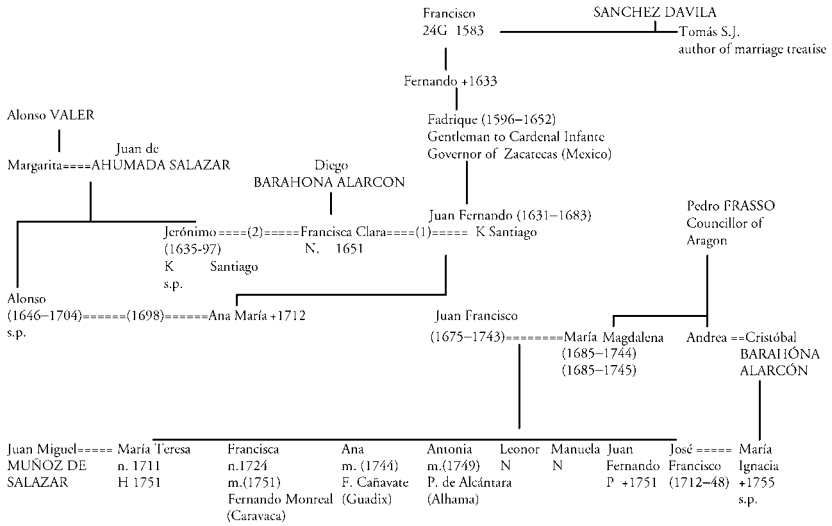 Francisco
24G 1583
SANCHEZ DAVILA
Tomás S.J.
author of marriage treatise
Fernando +1633
Fadrique (1596–1652)
Gentleman to Cardenal Infante
Governor of Zacatecas (Mexico)
Alonso VALER
Juan de
Margarita====AHUMADA SALAZAR
Diego
BARAHONA ALARCON
Juan Fernando (1631–1683)
Jerónimo ====(2)=====Francisca Clara====(1)===== K Santiago
(1635-97)
N. 1651
K Santiago
s.p.
Pedro FRASSO
Councillor of
Aragon
Alonso
(1646–1704)======(1698)======Ana María +1712
s.p.
Juan Francisco
(1675–1743)========María Magdalena
(1685–1744)
(1685–1745)
Andrea ==Cristóbal
BARAHÓNA
ALARCÓN
Juan Miguel===== María Teresa
MUÑOZ DE n. 1711
SALAZAR H 1751
Francisca
n.1724
m.(1751)
Fernando Monreal
(Caravaca)
Ana
m. (1744)
F. Cañavate
(Guadix)
Antonia
m.(1749)
P. de Alcántara
(Alhama)
Leonor
N
Manuela
N
Juan
Fernando
P +1751
José ===== María
Francisco
(1712–48)
Ignacia
+1755
s.p.